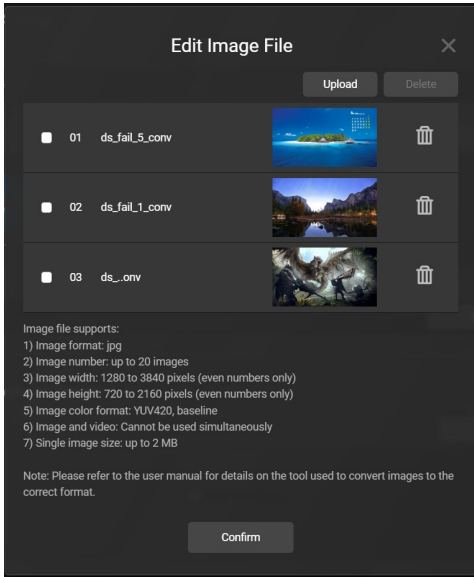 Edit Image File
Upload Delete
01 ds_fail_5_conv
02 ds_fail_1_conv
03 ds_..onv
Image file supports:
1) Image format: jpg
2) Image number: up to 20 images
3) Image width: 1280 to 3840 pixels (even numbers only)
4) Image height: 720 to 2160 pixels (even numbers only)
5) Image color format: YUV420, baseline
6) Image and video: Cannot be used simultaneously
7) Single image size: up to 2 MB
Note: Please refer to the user manual for details on the tool used to convert images to the
correct format.
Confirm